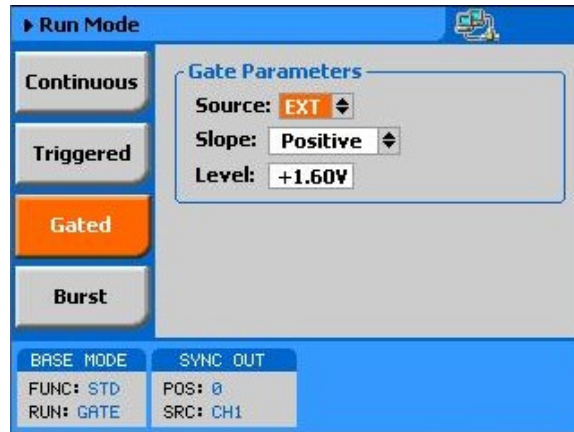 Run Mode
Continuous
Triggered
Gated
Burst
Gate Parameters
Source: EXT
Slope: Positive
Level: +1.60V
BASE MODE
FUNC: STD
RUN: GATE
SYNC OUT
POS: 0
SRC: CH1